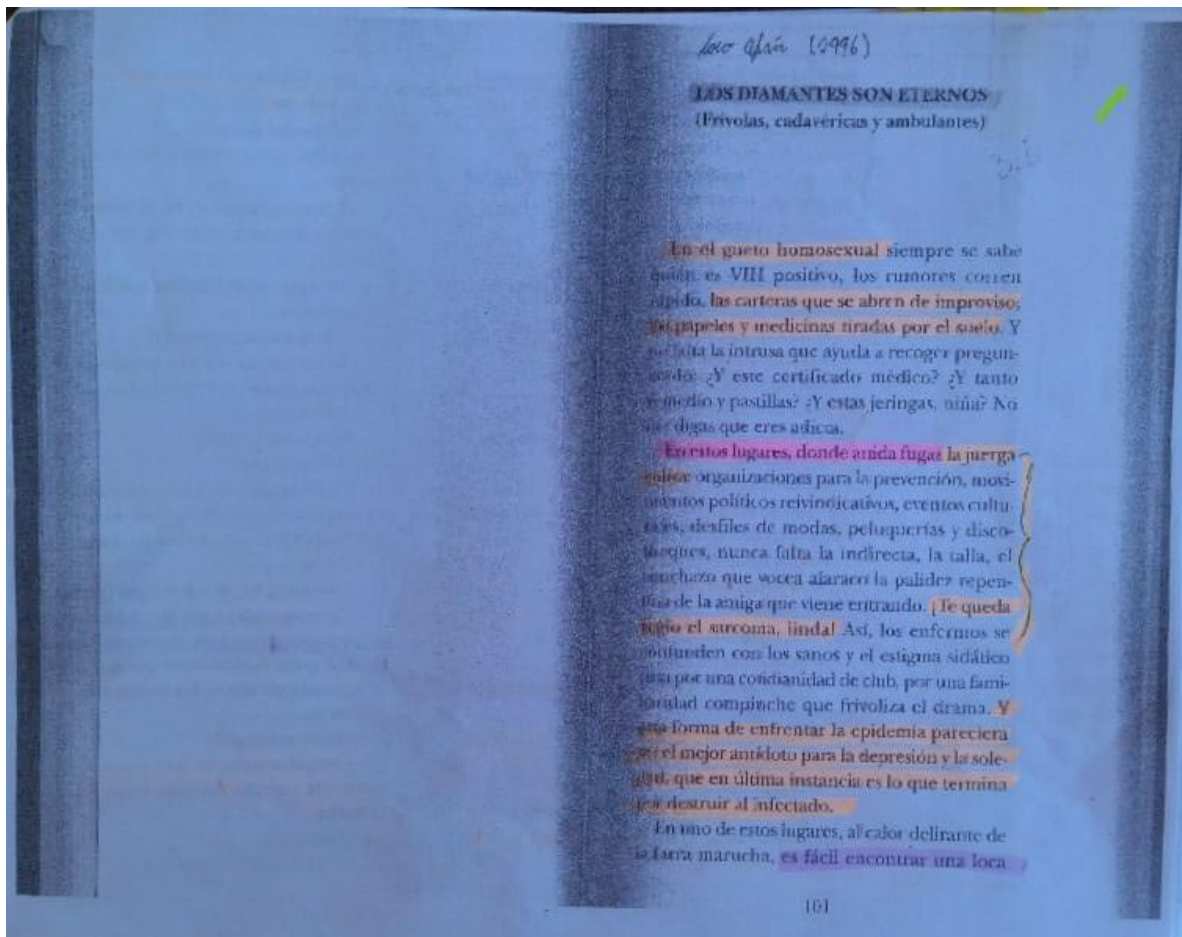 loco afán (1996)
LOS DIAMANTES SON ETERNOS
(Frívolas, cadavéricas y ambulantes)
En el gueto homosexual siempre se sabe
quién es VIH positivo, los rumores corren
rápido, las carteras que se abren de improviso,
los papeles y medicinas tiradas por el suelo. Y
no falta la intrusa que ayuda a recoger pregun-
tando: ¿Y este certificado médico? ¿Y tanto
remedio y pastillas? ¿Y estas jeringas, niña? No
me digas que eres adicta.
En estos lugares, donde anida fugaz la juerga
organizaciones para la prevención, movi-
mientos políticos reivindicativos, eventos cultu-
rales, desfiles de modas, peluquerías y disco-
theques, nunca falta la indirecta, la talla, el
conchazo que vocea alaraco la palidez repen-
tina de la amiga que viene entrando. ¡Te queda
regio el sarcoma, linda! Así, los enfermos se
confunden con los sanos y el estigma sidático
pasa por una cotidianidad de club, por una fami-
liaridad compinche que frivoliza el drama. Y
esta forma de enfrentar la epidemia pareciera
ser el mejor antídoto para la depresión y la sole-
dad, que en última instancia es lo que termina
por destruir al infectado.
En uno de estos lugares, al calor delirante de
la farra marucha, es fácil encontrar una loca
101